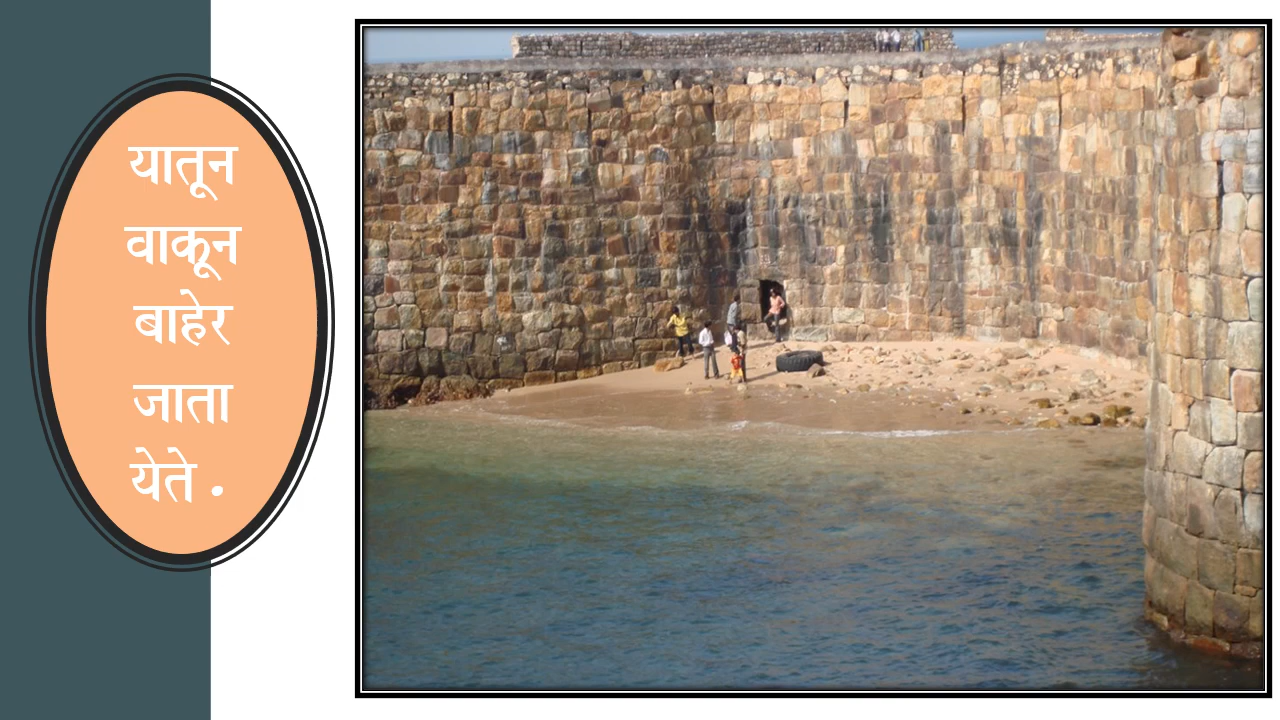 यातून
वाकून
बाहेर
जाता
येते .